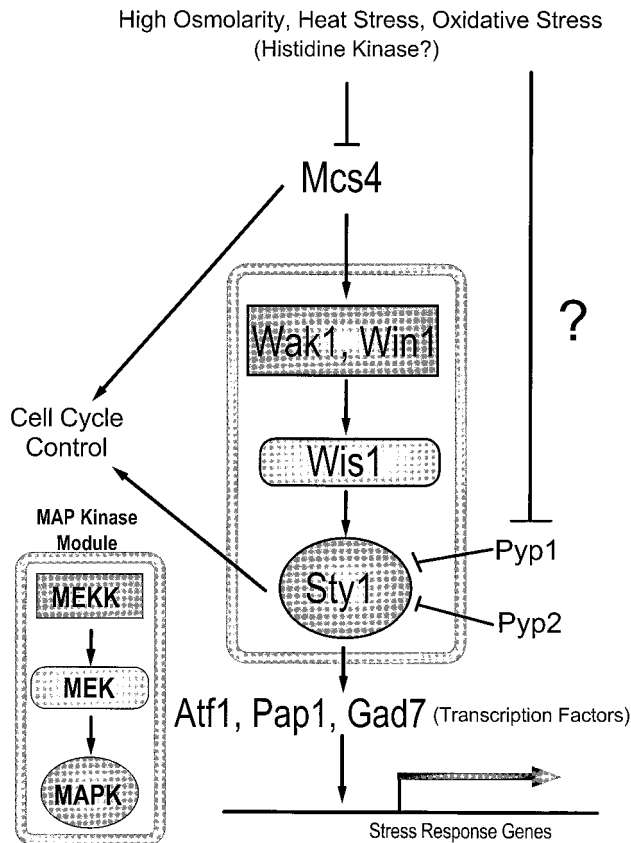 High Osmolarity, Heat Stress, Oxidative Stress
(Histidine Kinase?)
Mcs4
?
Wak1, Win1
Cell Cycle
Control
Wis1
MAP Kinase
Module
Pyp1
MEKK
Sty1
Pyp2
MEK
Atf1, Pap1, Gad7 (Transcription Factors)
MAPK
Stress Response Genes